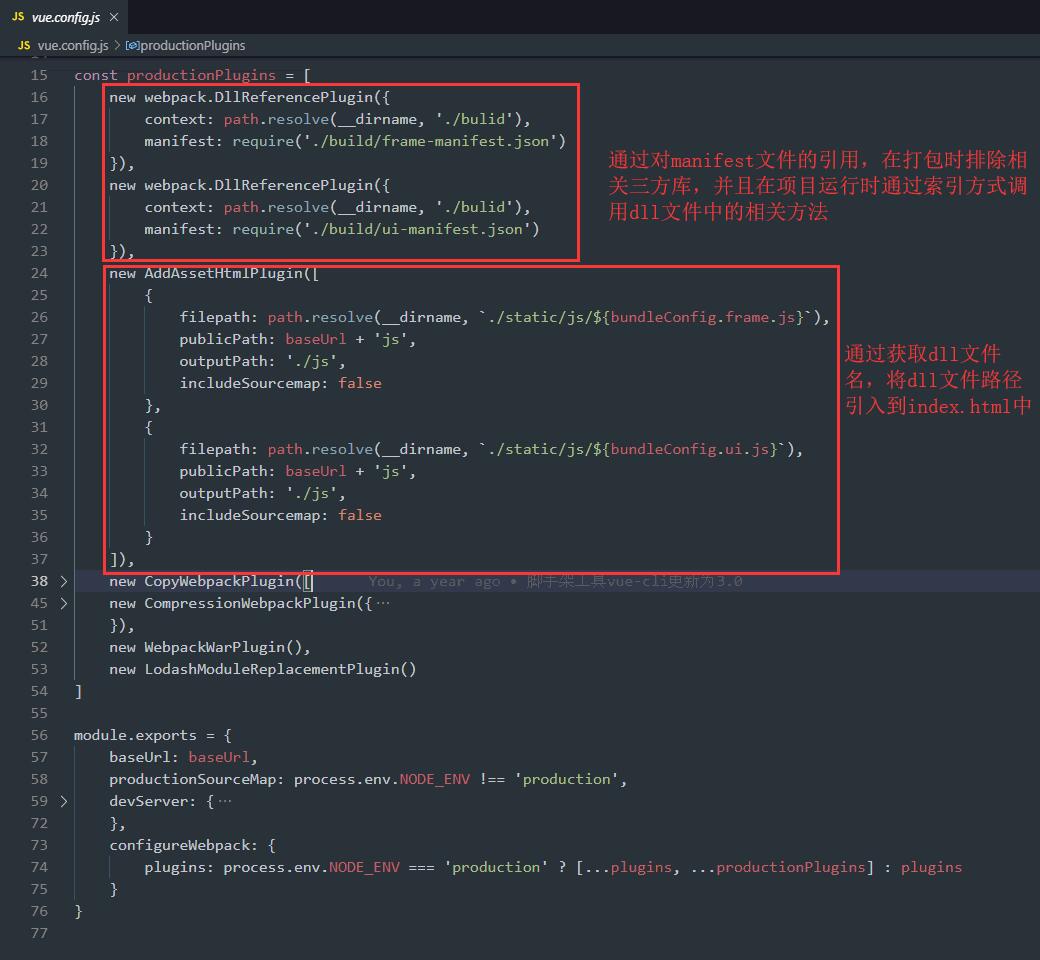 JS vue.config.js ×
JS vue.config.js > productionPlugins
15 const productionPlugins = [
16 new webpack.DllReferencePlugin({
17 context: path.resolve(__dirname, './bulid'),
18 manifest: require('./build/frame-manifest.json')
19 }),
20 new webpack.DllReferencePlugin({
21 context: path.resolve(__dirname, './bulid'),
22 manifest: require('./build/ui-manifest.json')
23 }),
通过对manifest文件的引用，在打包时排除相
关三方库，并且在项目运行时通过索引方式调
用dll文件中的相关方法
24 new AddAssetHtmlPlugin([
25 {
26 filepath: path.resolve(__dirname, `./static/js/${bundleConfig.frame.js}`),
27 publicPath: baseUrl + 'js',
28 outputPath: './js',
29 includeSourcemap: false
30 },
31 {
32 filepath: path.resolve(__dirname, `./static/js/${bundleConfig.ui.js}`),
33 publicPath: baseUrl + 'js',
34 outputPath: './js',
35 includeSourcemap: false
36 }
37 ]),
通过获取dll文件
名，将dll文件路径
引入到index.html中
38 > new CopyWebpackPlugin([ You, a year ago • 脚手架工具vue-cli更新为3.0
45 > new CompressionWebpackPlugin({ ···
51 }),
52 new WebpackWarPlugin(),
53 new LodashModuleReplacementPlugin()
54 ]
55
56 module.exports = {
57 baseUrl: baseUrl,
58 productionSourceMap: process.env.NODE_ENV !== 'production',
59 > devServer: { ···
72 },
73 configureWebpack: {
74 plugins: process.env.NODE_ENV === 'production' ? [...plugins, ...productionPlugins] : plugins
75 }
76 }
77